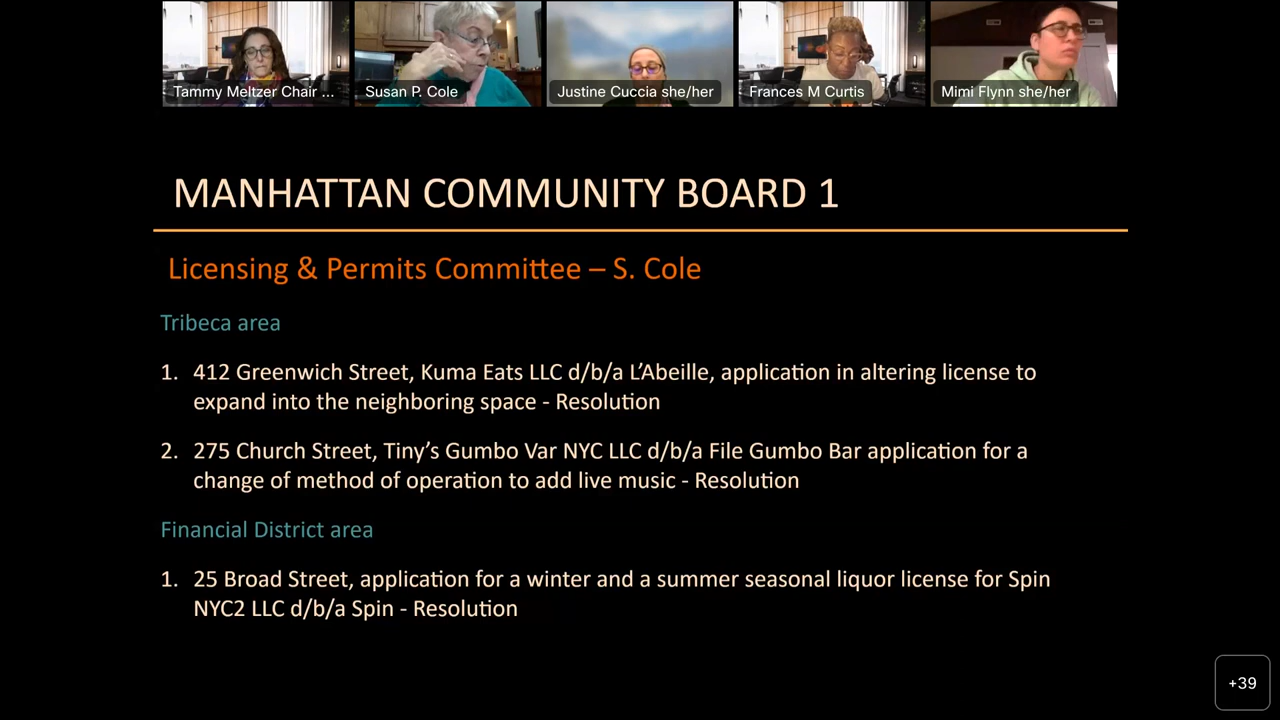 Tammy Meltzer Chair ...
Susan P. Cole
Justine Cuccia she/her
Frances M Curtis
Mimi Flynn she/her
MANHATTAN COMMUNITY BOARD 1
Licensing & Permits Committee – S. Cole
Tribeca area
1. 412 Greenwich Street, Kuma Eats LLC d/b/a L’Abeille, application in altering license to
expand into the neighboring space - Resolution
2. 275 Church Street, Tiny’s Gumbo Var NYC LLC d/b/a File Gumbo Bar application for a
change of method of operation to add live music - Resolution
Financial District area
1. 25 Broad Street, application for a winter and a summer seasonal liquor license for Spin
NYC2 LLC d/b/a Spin - Resolution
+39